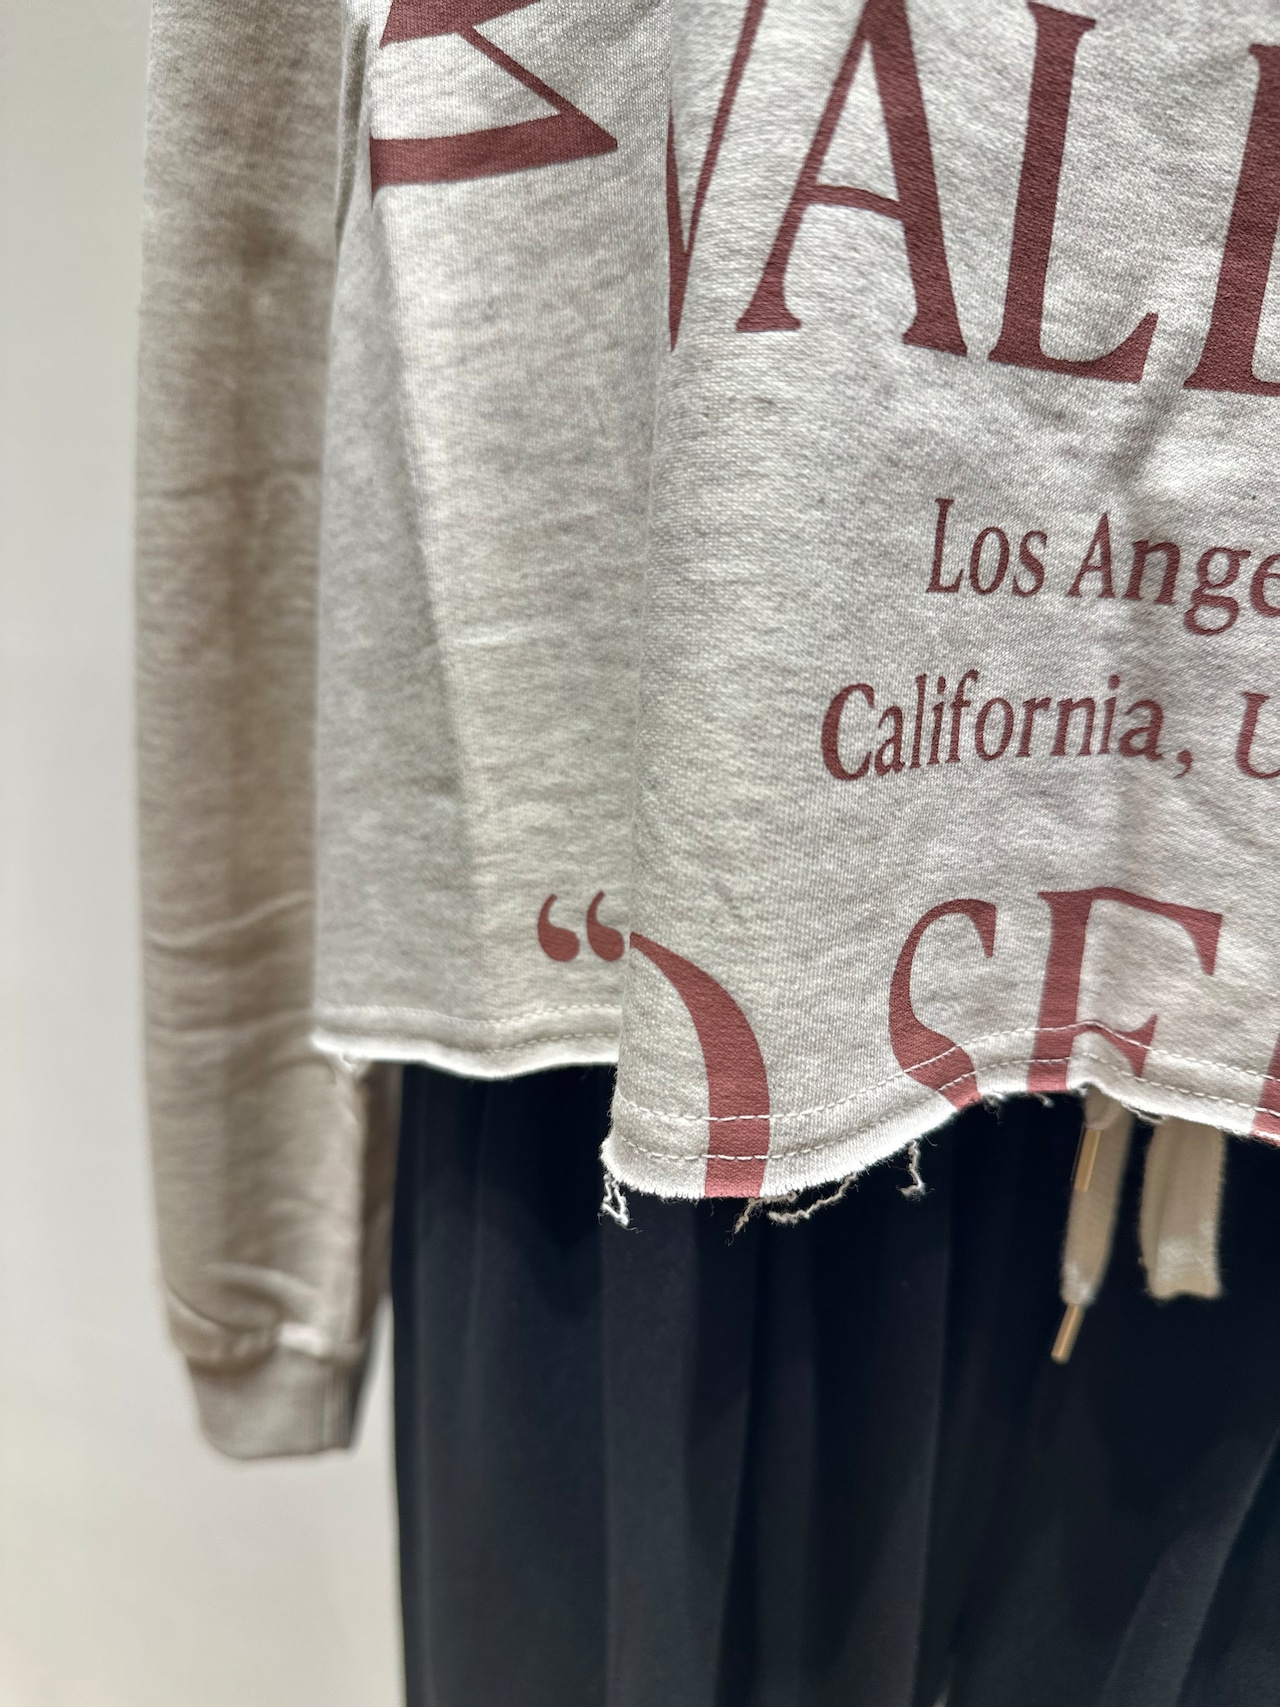 VALL
Los Ange
California, U
“ SE